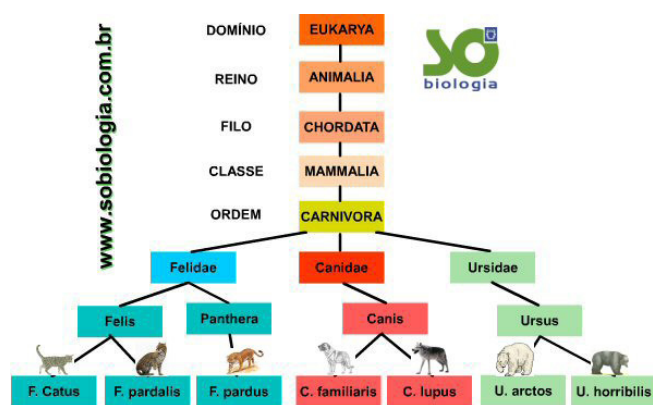 www.sobiologia.com.br
DOMÍNIO EUKARYA
SÓ
biologia
REINO ANIMALIA
FILO CHORDATA
CLASSE MAMMALIA
ORDEM CARNIVORA
Felidae Canidae Ursidae
Felis Panthera Canis Ursus
F. Catus F. pardalis F. pardus C. familiaris C. lupus U. arctos U. horribilis